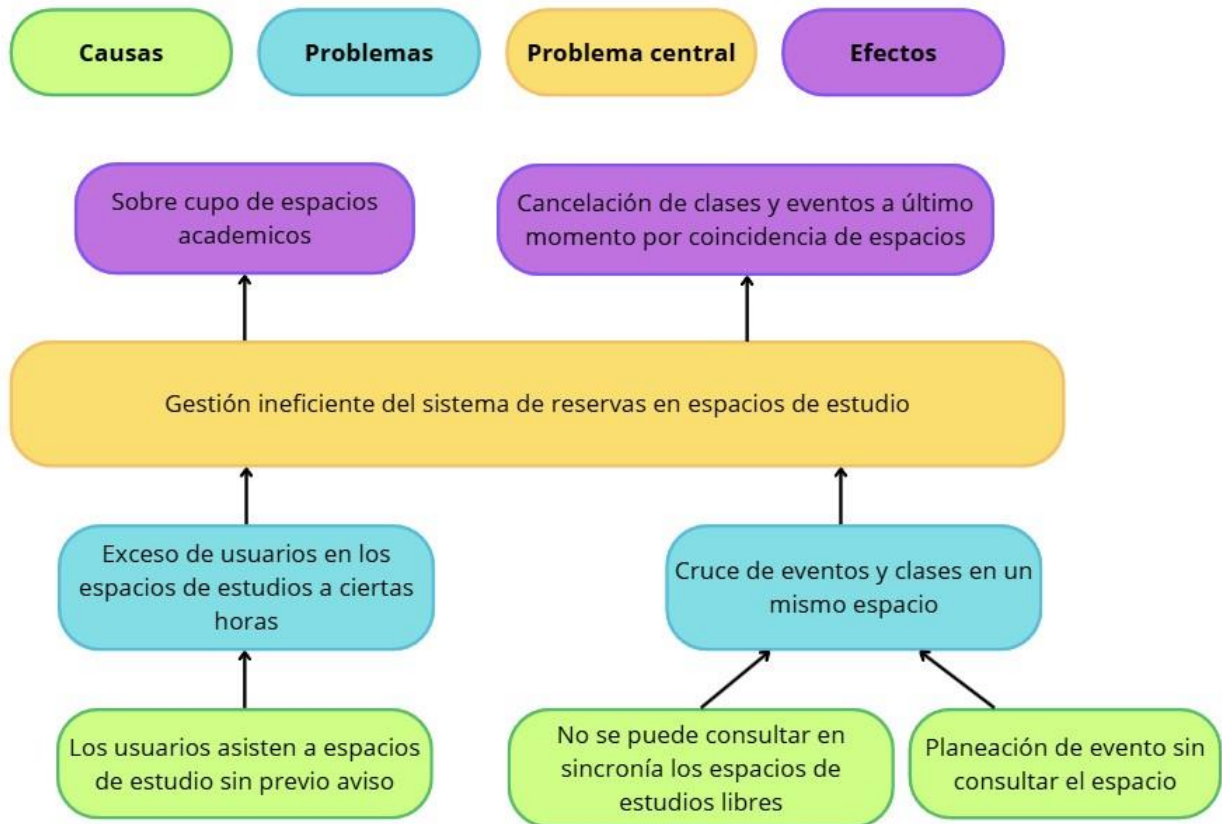 Causas
Problemas
Problema central
Efectos
Sobre cupo de espacios
academicos
Cancelación de clases y eventos a último
momento por coincidencia de espacios
Gestión ineficiente del sistema de reservas en espacios de estudio
Exceso de usuarios en los
espacios de estudios a ciertas
horas
Cruce de eventos y clases en un
mismo espacio
Los usuarios asisten a espacios
de estudio sin previo aviso
No se puede consultar en
sincronía los espacios de
estudios libres
Planeación de evento sin
consultar el espacio